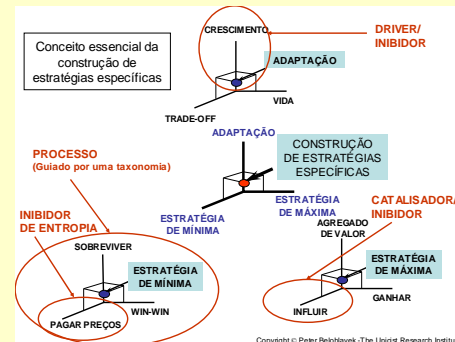 Conceito essencial da
construção de
estratégias específicas
CRESCIMENTO
DRIVER/
INIBIDOR
ADAPTAÇÃO
VIDA
TRADE-OFF
ADAPTAÇÃO
CONSTRUÇÃO
DE ESTRATÉGIAS
ESPECÍFICAS
ESTRATÉGIA
DE MÍNIMA
ESTRATÉGIA
DE MÁXIMA
PROCESSO
(Guiado por uma taxonomia)
INIBIDOR
DE ENTROPIA
SOBREVIVER
ESTRATÉGIA
DE MÍNIMA
WIN-WIN
PAGAR PREÇOS
CATALISADOR/
INIBIDOR
AGREGADO
DE VALOR
ESTRATÉGIA
DE MÁXIMA
GANHAR
INFLUIR
Copyright © Peter Belohlavek -The Unicist Research Institu